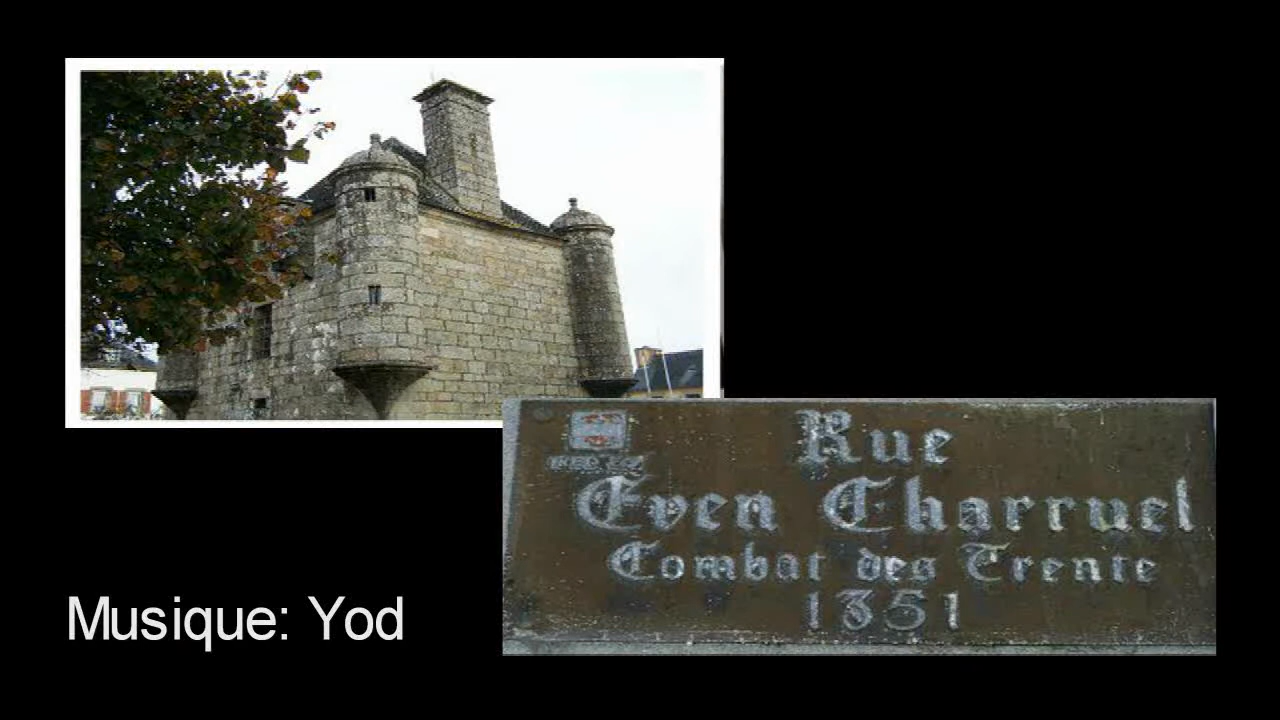 Rue
Even Charruel
Combat des Trente
1351
Musique: Yod